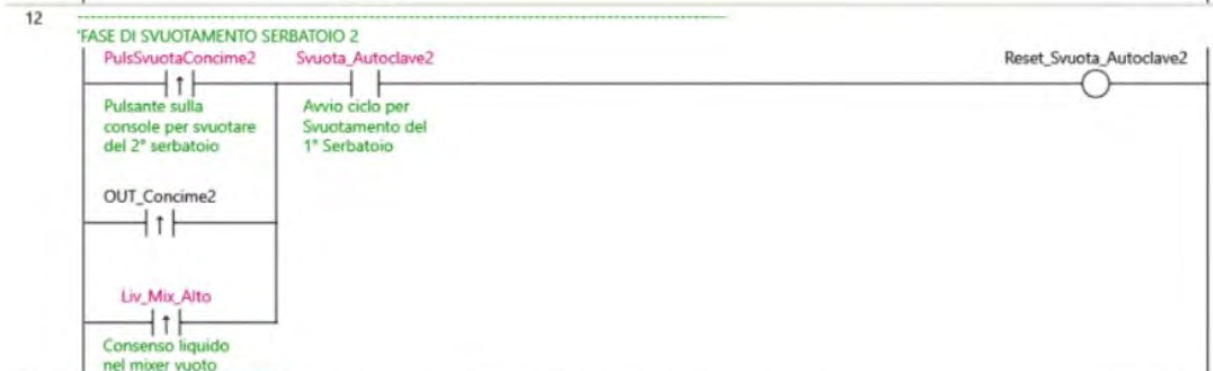 12
'FASE DI SVUOTAMENTO SERBATOIO 2
PulsSvuotaConcime2 Svuota_Autoclave2 Reset_Svuota_Autoclave2
Pulsante sulla
console per svuotare
del 2° serbatoio
Avvio ciclo per
Svuotamento del
1° Serbatoio
OUT_Concime2
Liv_Mix_Alto
Consenso liquido
nel mixer vuoto